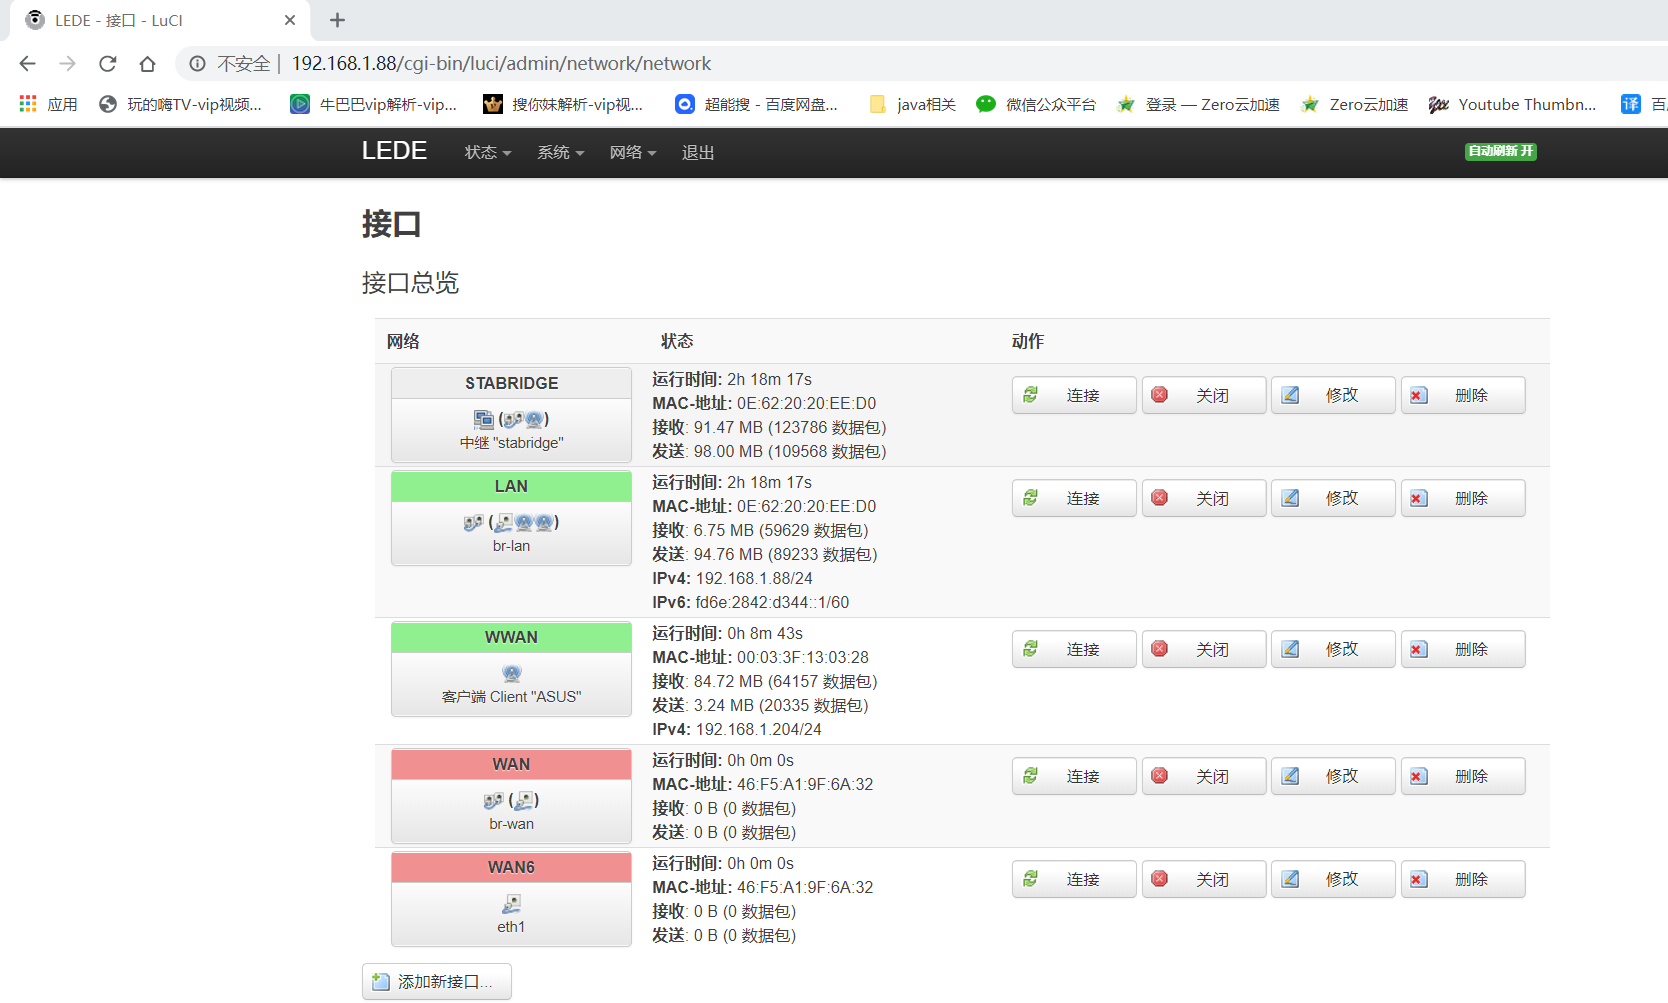 LEDE - 接口 - LuCI
不安全 | 192.168.1.88/cgi-bin/luci/admin/network/network
应用 玩的嗨TV-vip视频... 牛巴巴vip解析-vip... 搜你妹解析-vip视... 超能搜 - 百度网盘... java相关 微信公众平台 登录 — Zero云加速 Zero云加速 Youtube Thumbn... 译 百
LEDE 状态 系统 网络 退出 自动刷新 开
接口
接口总览
网络 状态 动作
STABRIDGE
中继 "stabridge"
运行时间: 2h 18m 17s
MAC-地址: 0E:62:20:20:EE:D0
接收: 91.47 MB (123786 数据包)
发送: 98.00 MB (109568 数据包)
连接 关闭 修改 删除
LAN
br-lan
运行时间: 2h 18m 17s
MAC-地址: 0E:62:20:20:EE:D0
接收: 6.75 MB (59629 数据包)
发送: 94.76 MB (89233 数据包)
IPv4: 192.168.1.88/24
IPv6: fd6e:2842:d344::1/60
连接 关闭 修改 删除
WWAN
客户端 Client "ASUS"
运行时间: 0h 8m 43s
MAC-地址: 00:03:3F:13:03:28
接收: 84.72 MB (64157 数据包)
发送: 3.24 MB (20335 数据包)
IPv4: 192.168.1.204/24
连接 关闭 修改 删除
WAN
br-wan
运行时间: 0h 0m 0s
MAC-地址: 46:F5:A1:9F:6A:32
接收: 0 B (0 数据包)
发送: 0 B (0 数据包)
连接 关闭 修改 删除
WAN6
eth1
运行时间: 0h 0m 0s
MAC-地址: 46:F5:A1:9F:6A:32
接收: 0 B (0 数据包)
发送: 0 B (0 数据包)
连接 关闭 修改 删除
添加新接口...